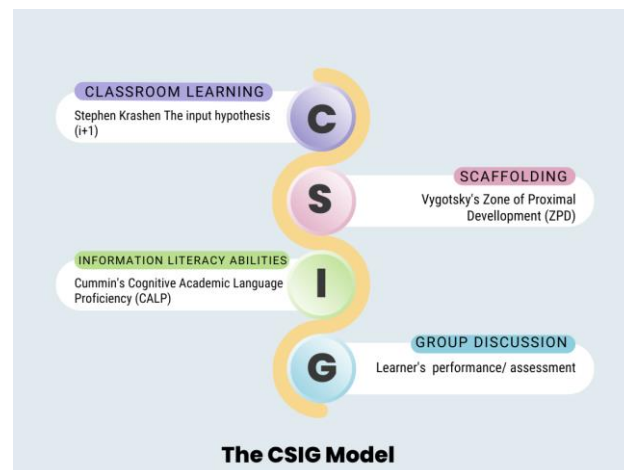 CLASSROOM LEARNING
Stephen Krashen The input hypothesis
(i+1)
C
SCAFFOLDING
Vygotsky's Zone of Proximal
Devellopment (ZPD)
S
INFORMATION LITERACY ABILITIES
Cummin's Cognitive Academic Language
Proficiency (CALP)
I
GROUP DISCUSSION
Learner's performance/ assessment
G
The CSIG Model